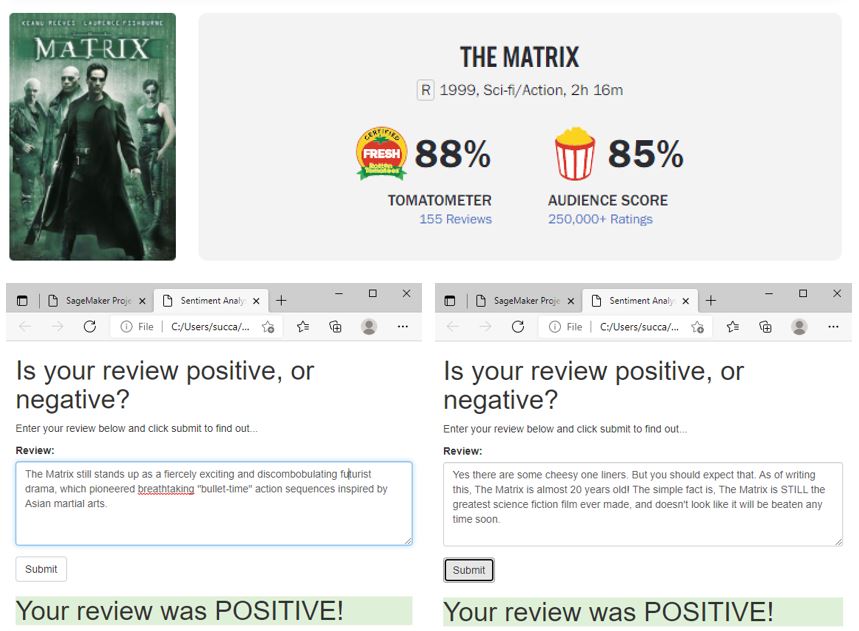 KEANU REEVES LAURENCE FISHBURNE
THE MATRIX
MATRIX
R 1999, Sci-fi/Action, 2h 16m
CERTIFIED
FRESH
Rotten
Tomatoes
88%
85%
TOMATOMETER
AUDIENCE SCORE
155 Reviews
250,000+ Ratings
SageMaker Proje
Sentiment Analy
File
C:/Users/succa/...
Is your review positive, or
negative?
Enter your review below and click submit to find out...
Review:
The Matrix still stands up as a fiercely exciting and discombobulating futurist
drama, which pioneered breathtaking "bullet-time" action sequences inspired by
Asian martial arts.
Submit
Your review was POSITIVE!
SageMaker Proje
Sentiment Analy
File
C:/Users/succa/...
Is your review positive, or
negative?
Enter your review below and click submit to find out...
Review:
Yes there are some cheesy one liners. But you should expect that. As of writing
this, The Matrix is almost 20 years old! The simple fact is, The Matrix is STILL the
greatest science fiction film ever made, and doesn't look like it will be beaten any
time soon.
Submit
Your review was POSITIVE!